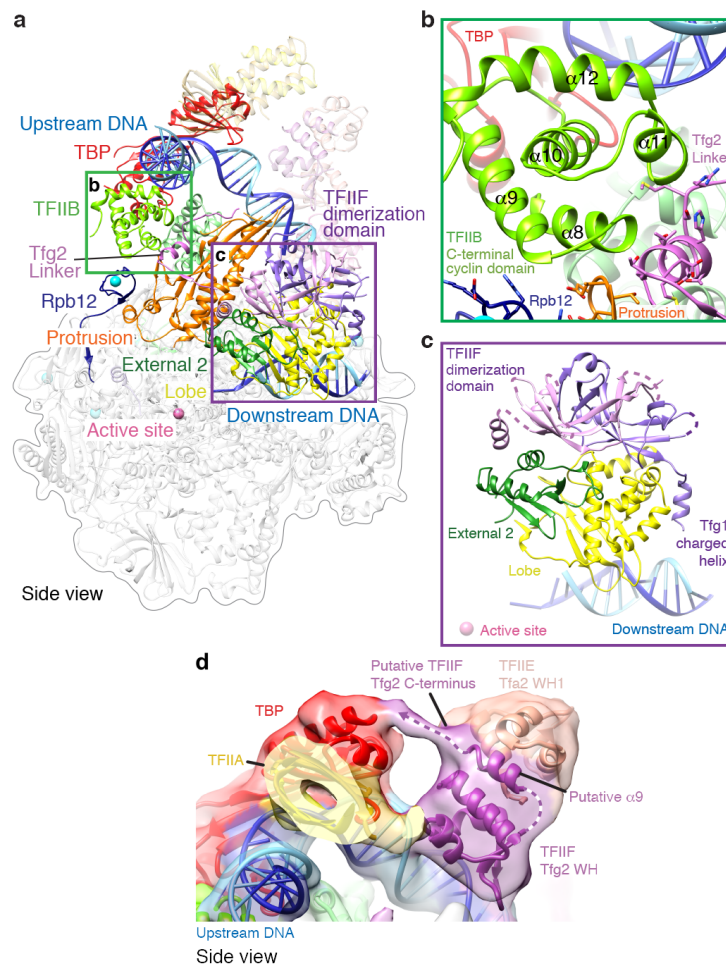 a
Upstream DNA
TBP
b
TFIIB
Tfg2
Linker
Rpb12
Protrusion
External 2
Lobe
Active site
TFIIF
dimerization
domain
c
Downstream DNA
Side view
b
TBP
α12
α11
α10
α9
α8
Tfg2
Linker
TFIIB
C-terminal
cyclin domain
Rpb12
Protrusion
c
TFIIF
dimerization
domain
External 2
Lobe
Tfg1
charged
helix
Active site
Downstream DNA
d
Putative TFIIF
Tfg2 C-terminus
TFIIE
Tfa2 WH1
TBP
TFIIA
Putative α9
TFIIF
Tfg2 WH
Upstream DNA
Side view